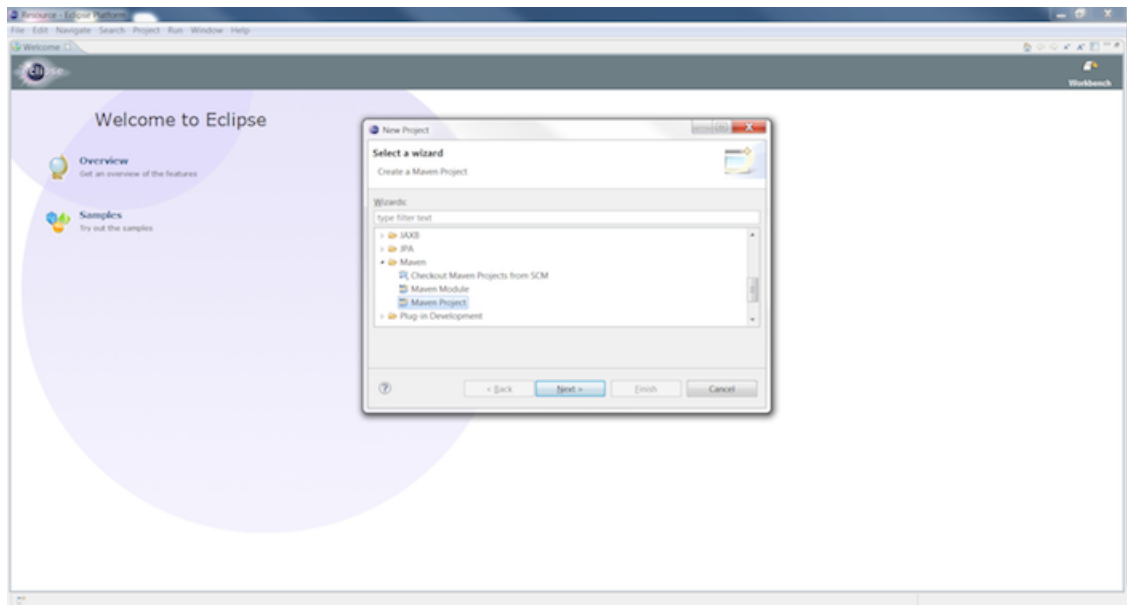 Resource - Eclipse Platform
File Edit Navigate Search Project Run Window Help
Welcome
eclipse
Workbench
Welcome to Eclipse
Overview
Get an overview of the features
Samples
Try out the samples
New Project
Select a wizard
Create a Maven Project
Wizards:
type filter text
JAXB
JPA
Maven
Checkout Maven Projects from SCM
Maven Module
Maven Project
Plug-in Development
< Back Next > Finish Cancel